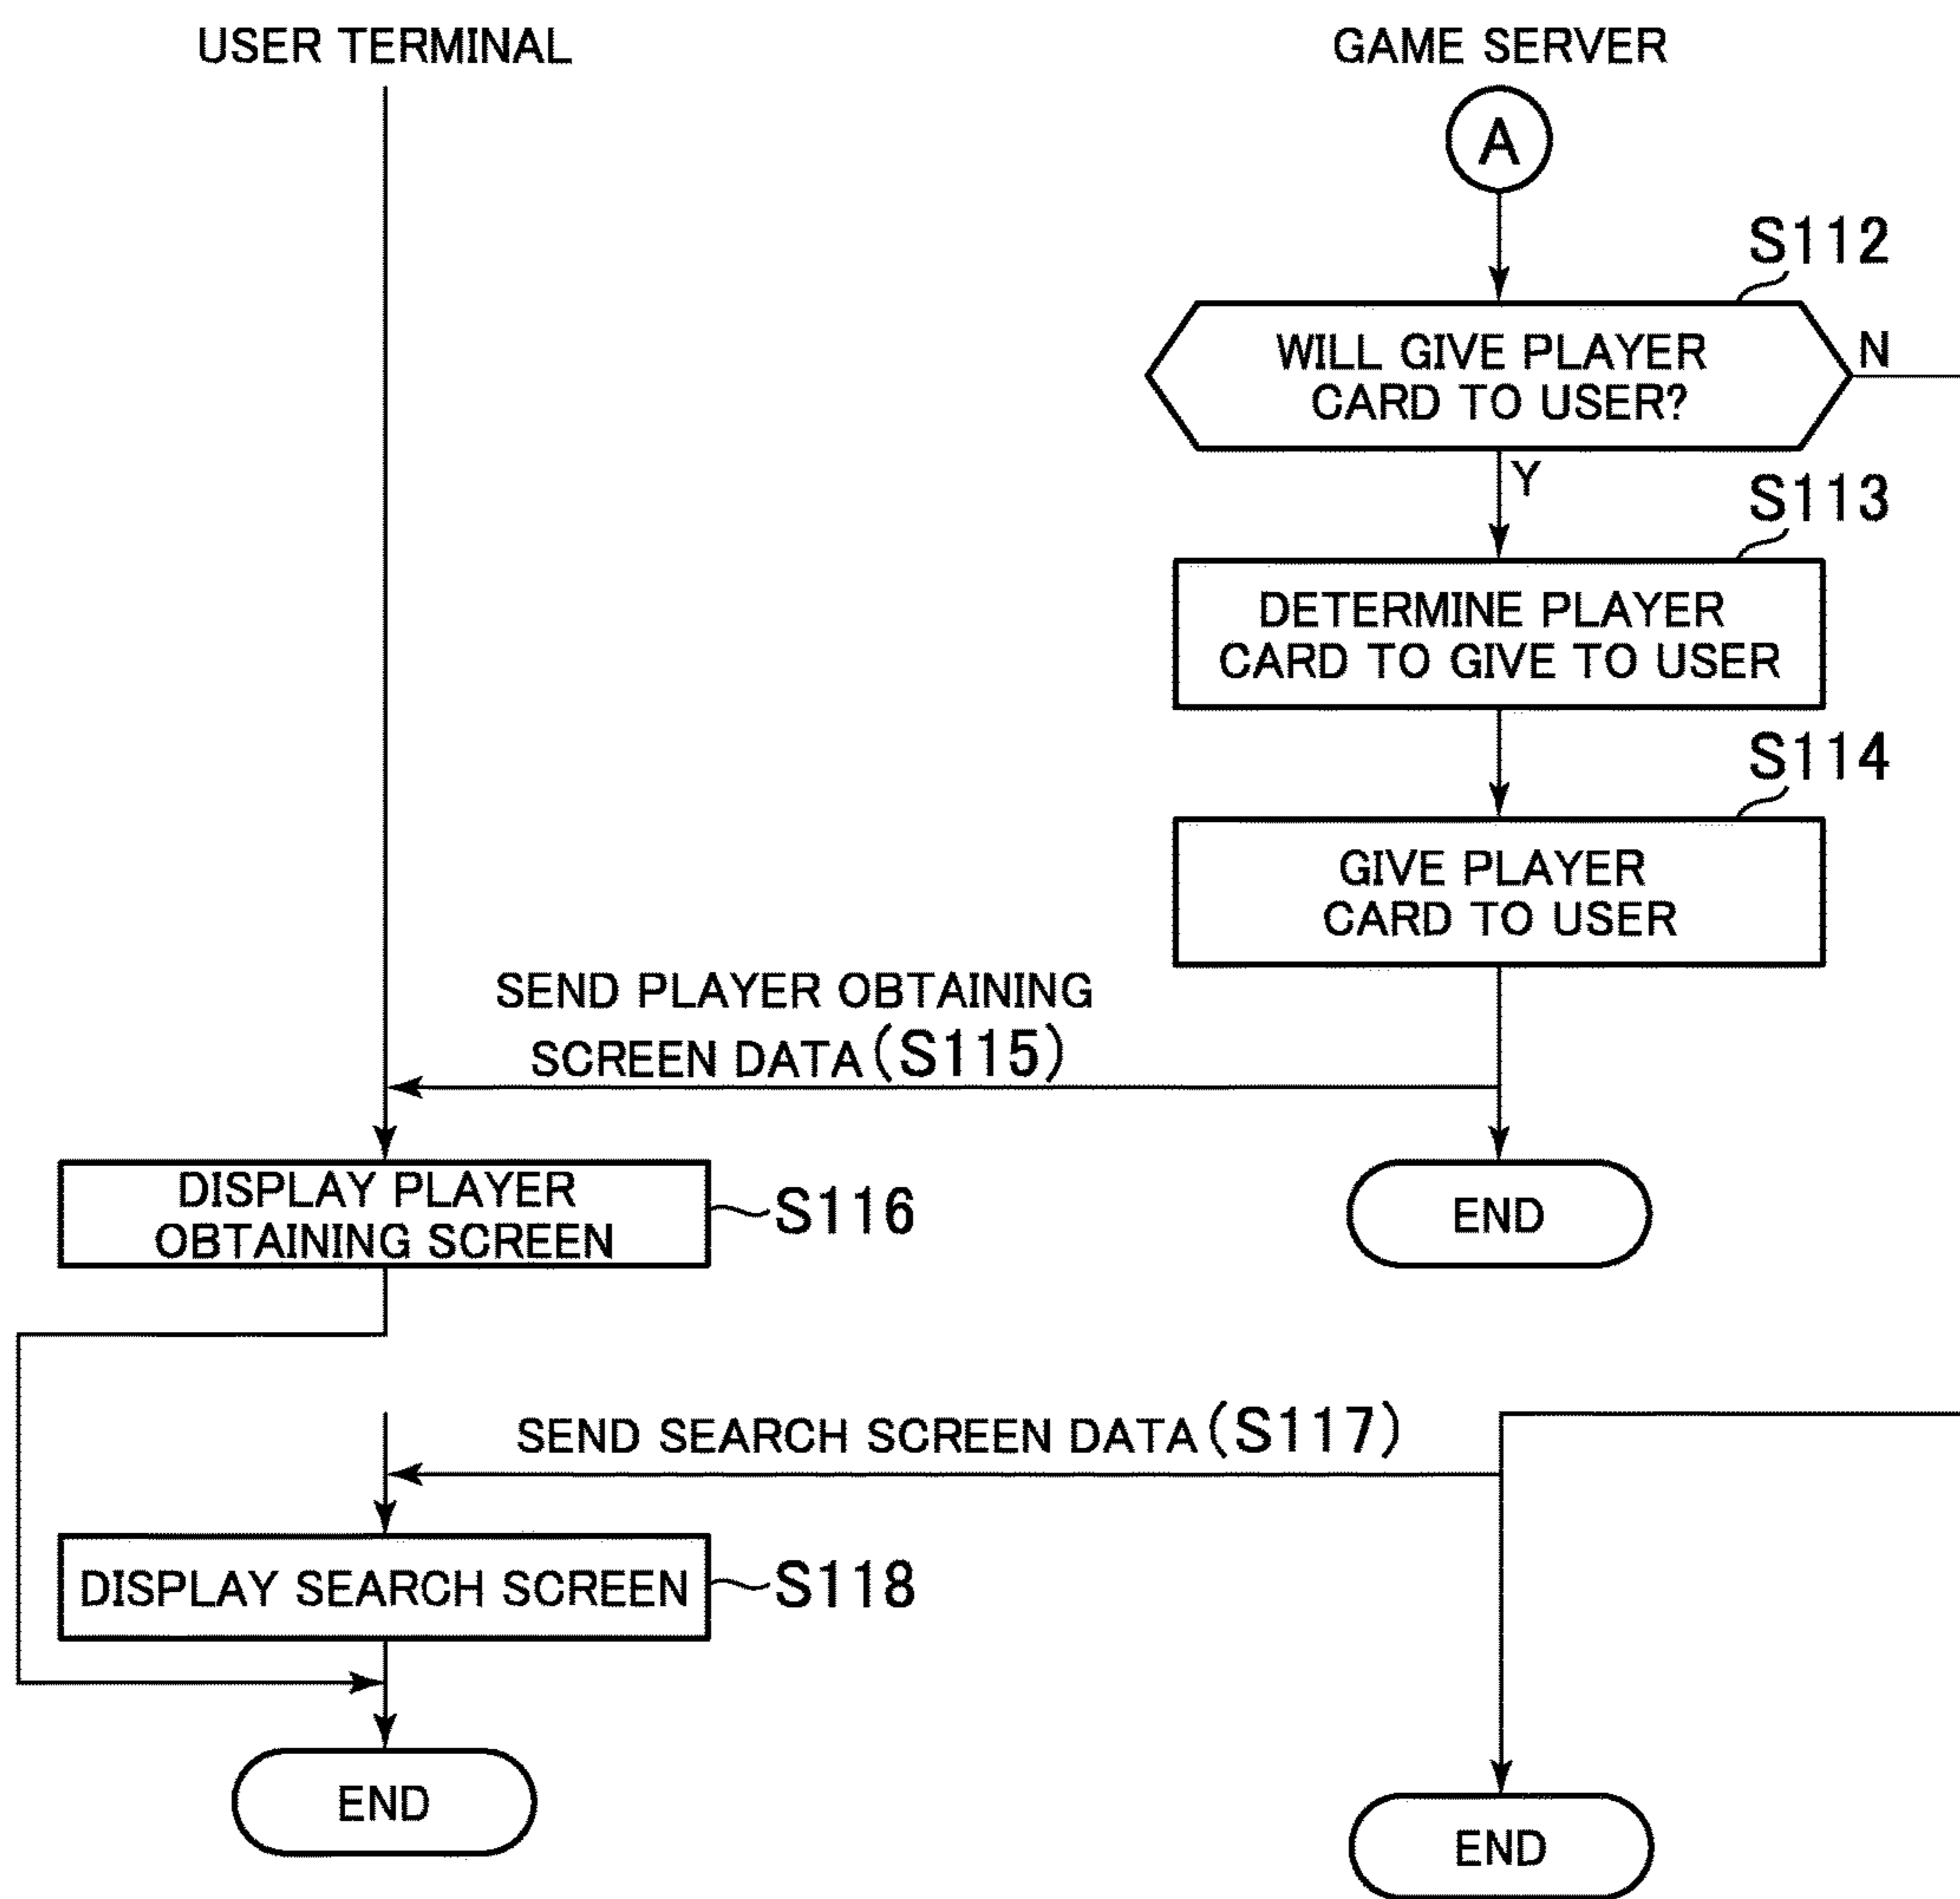 USER TERMINAL
GAME SERVER
A
S112
WILL GIVE PLAYER
CARD TO USER?
N
Y
S113
DETERMINE PLAYER
CARD TO GIVE TO USER
S114
GIVE PLAYER
CARD TO USER
SEND PLAYER OBTAINING
SCREEN DATA(S115)
DISPLAY PLAYER
OBTAINING SCREEN
S116
END
SEND SEARCH SCREEN DATA(S117)
DISPLAY SEARCH SCREEN
S118
END
END